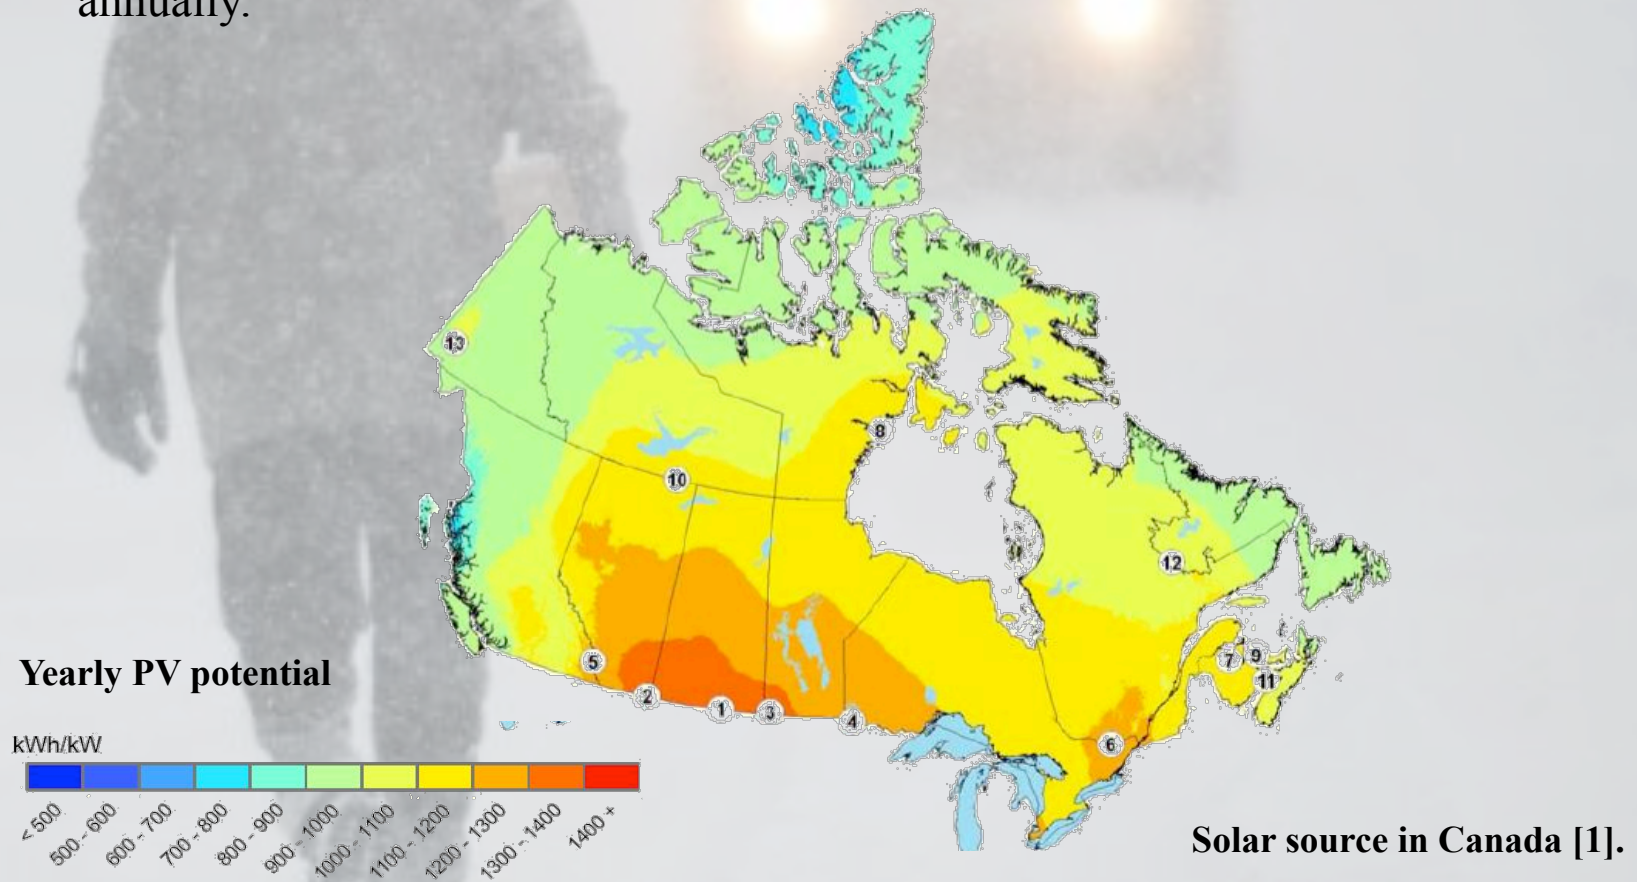 annually.
13
8
10
12
5
2
1
3
4
6
7
9
11
Yearly PV potential
kWh/kW
< 500
500 - 600
600 - 700
700 - 800
800 - 900
900 - 1000
1000 - 1100
1100 - 1200
1200 - 1300
1300 - 1400
1400 +
Solar source in Canada [1].